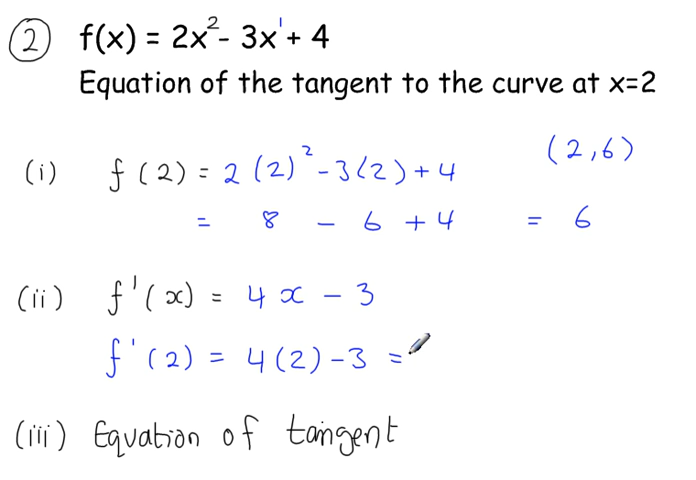 ② f(x) = 2x² - 3x¹ + 4
Equation of the tangent to the curve at x=2
(2,6)
(i) f(2) = 2(2)² - 3(2) + 4
= 8 - 6 + 4 = 6
(ii) f'(x) = 4x - 3
f'(2) = 4(2) - 3 =
(iii) Equation of tangent